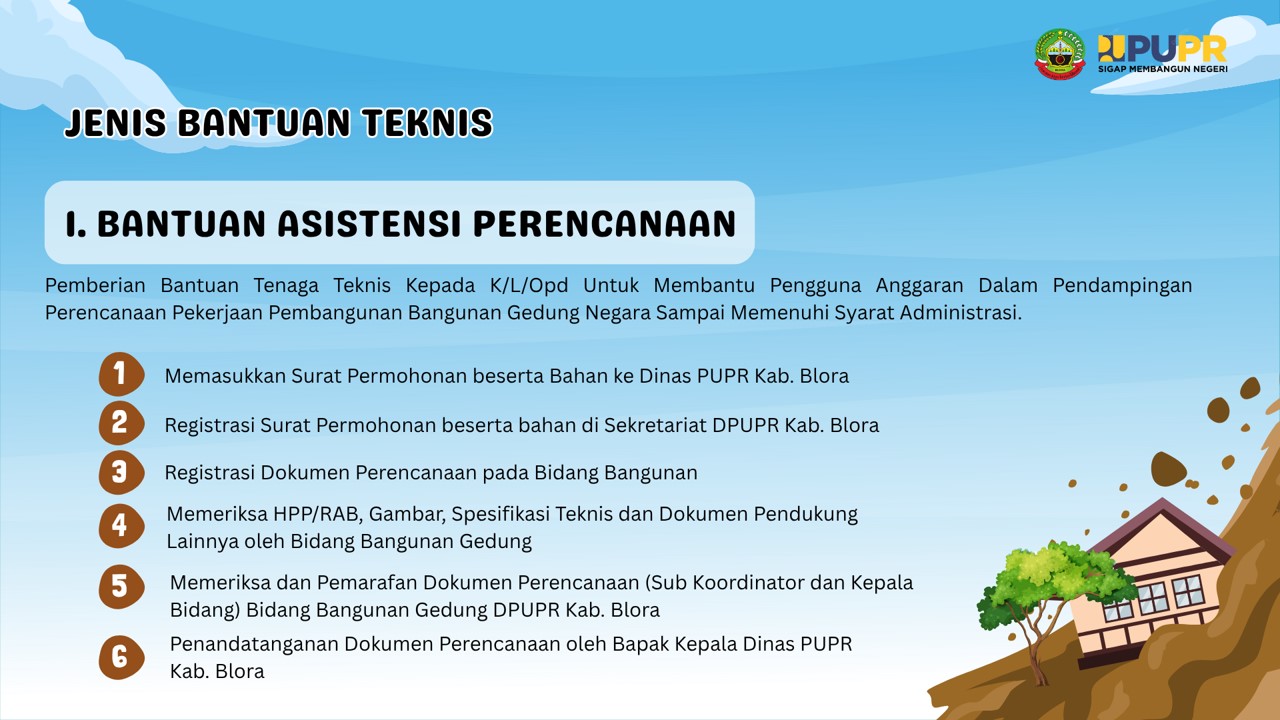 PUPR
SIGAP MEMBANGUN NEGERI
JENIS BANTUAN TEKNIS
I. BANTUAN ASISTENSI PERENCANAAN
Pemberian Bantuan Tenaga Teknis Kepada K/L/Opd Untuk Membantu Pengguna Anggaran Dalam Pendampingan
Perencanaan Pekerjaan Pembangunan Bangunan Gedung Negara Sampai Memenuhi Syarat Administrasi.
1 Memasukkan Surat Permohonan beserta Bahan ke Dinas PUPR Kab. Blora
2 Registrasi Surat Permohonan beserta bahan di Sekretariat DPUPR Kab. Blora
3 Registrasi Dokumen Perencanaan pada Bidang Bangunan
4 Memeriksa HPP/RAB, Gambar, Spesifikasi Teknis dan Dokumen Pendukung
Lainnya oleh Bidang Bangunan Gedung
5 Memeriksa dan Pemarafan Dokumen Perencanaan (Sub Koordinator dan Kepala
Bidang) Bidang Bangunan Gedung DPUPR Kab. Blora
6 Penandatanganan Dokumen Perencanaan oleh Bapak Kepala Dinas PUPR
Kab. Blora